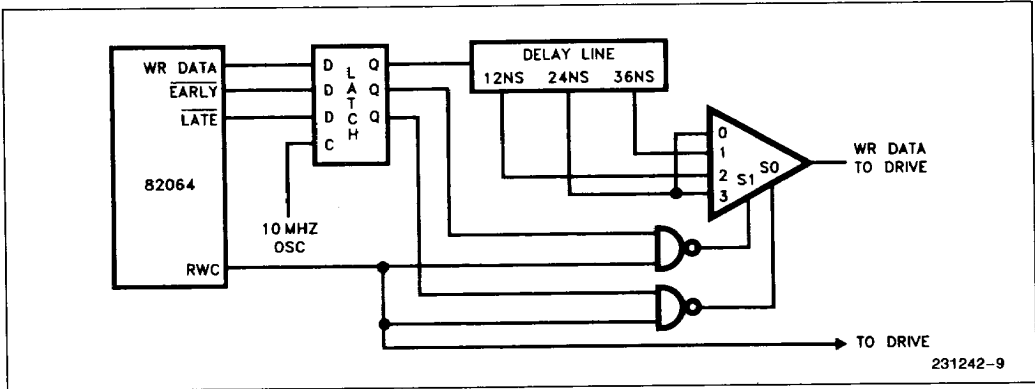 WR DATA
EARLY
LATE
82064
RWC
10 MHZ
OSC
D Q
D Q
D Q
C
LATCH
DELAY LINE
12NS 24NS 36NS
0
1
2
3
S1
S0
WR DATA
TO DRIVE
TO DRIVE
231242-9